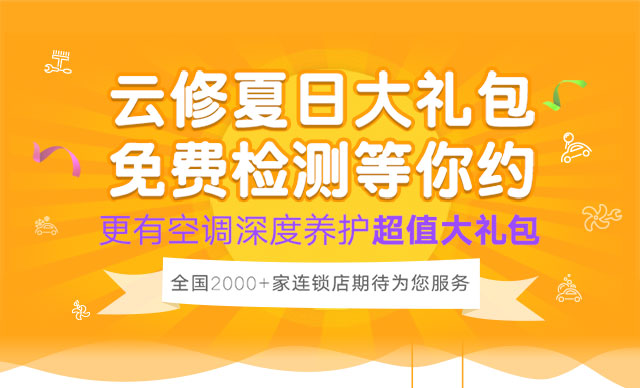 云修夏日大礼包
免费检测等你约
更有空调深度养护超值大礼包
全国2000+家连锁店期待为您服务